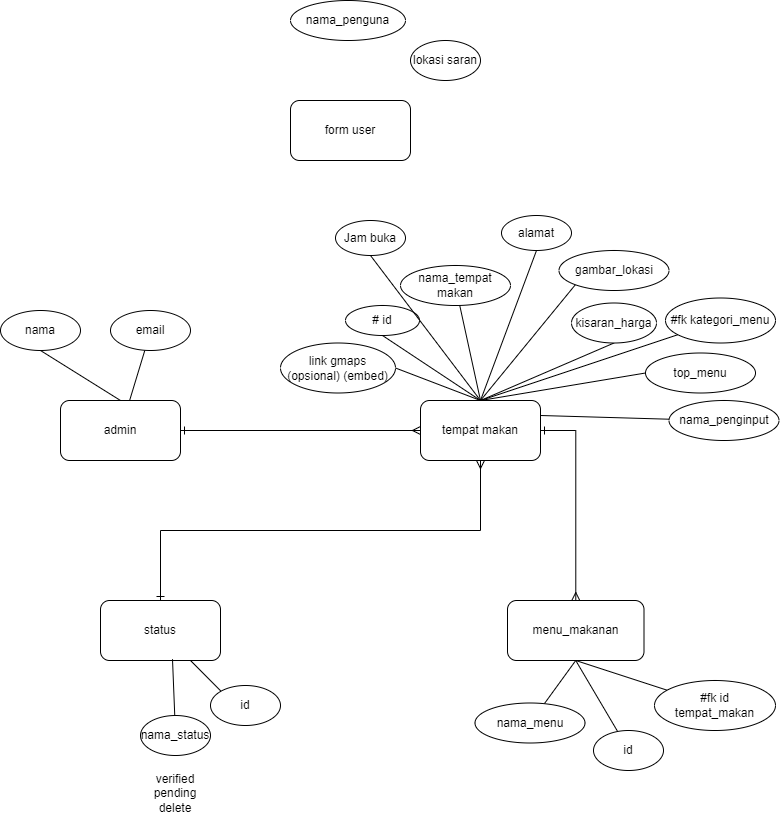 nama_penguna
lokasi saran
form user
Jam buka
alamat
nama_tempat
makan
gambar_lokasi
# id
kisaran_harga
#fk kategori_menu
link gmaps
(opsional) (embed)
top_menu
nama
email
nama_penginput
admin
tempat makan
status
menu_makanan
id
nama_status
verified
pending
delete
nama_menu
id
#fk id
tempat_makan